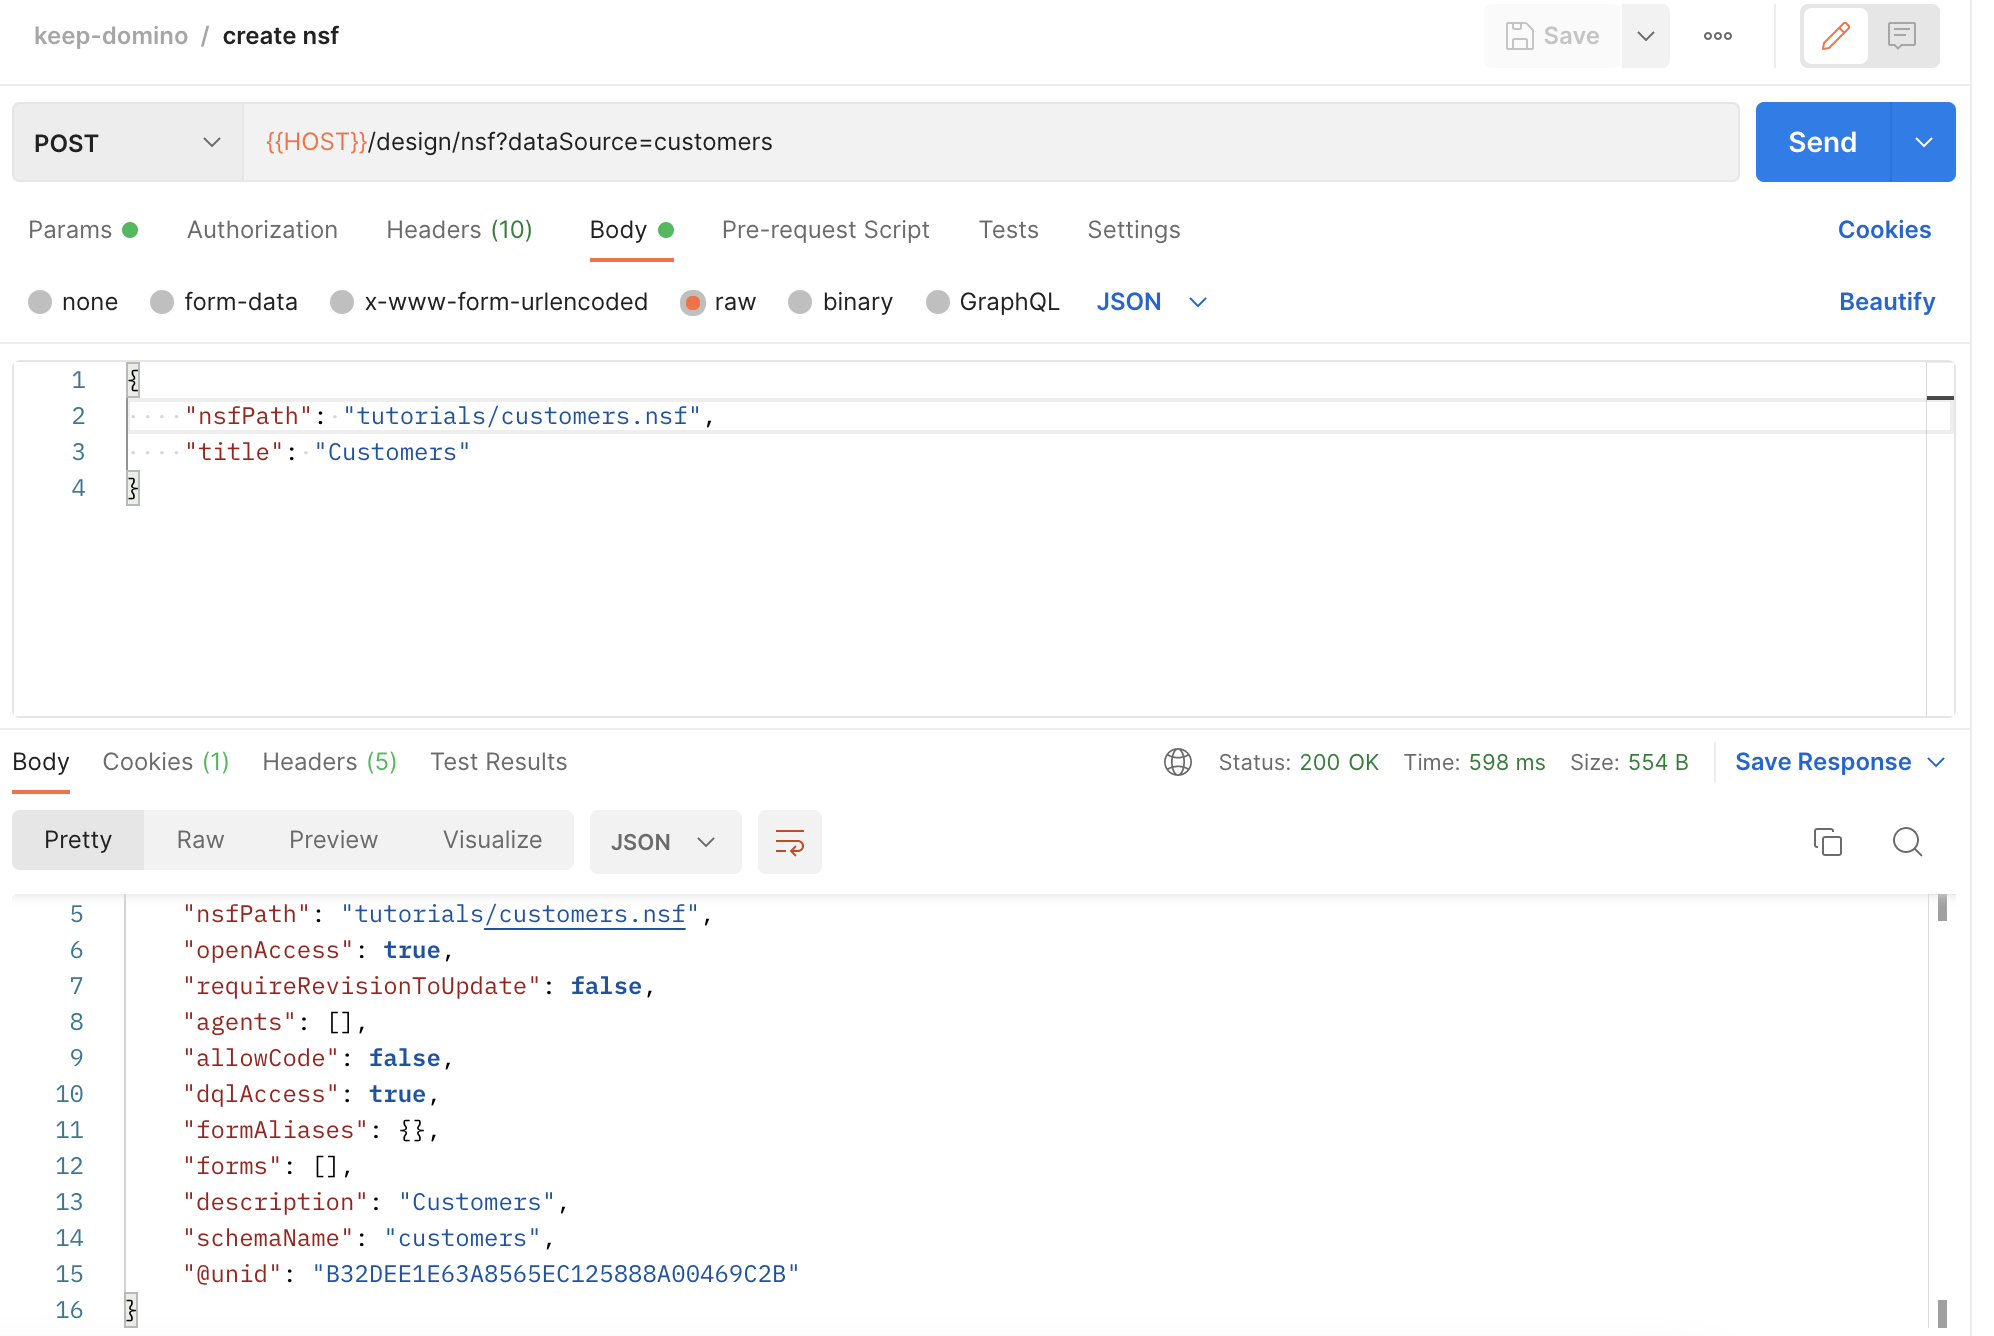 keep-domino / create nsf
Save
POST
{{HOST}}/design/nsf?dataSource=customers
Send
Params
Authorization
Headers (10)
Body
Pre-request Script
Tests
Settings
Cookies
none
form-data
x-www-form-urlencoded
raw
binary
GraphQL
JSON
Beautify
1 {
2 "nsfPath": "tutorials/customers.nsf",
3 "title": "Customers"
4 }
Body
Cookies (1)
Headers (5)
Test Results
Status: 200 OK
Time: 598 ms
Size: 554 B
Save Response
Pretty
Raw
Preview
Visualize
JSON
5 "nsfPath": "tutorials/customers.nsf",
6 "openAccess": true,
7 "requireRevisionToUpdate": false,
8 "agents": [],
9 "allowCode": false,
10 "dqlAccess": true,
11 "formAliases": {},
12 "forms": [],
13 "description": "Customers",
14 "schemaName": "customers",
15 "@unid": "B32DEE1E63A8565EC125888A00469C2B"
16 }